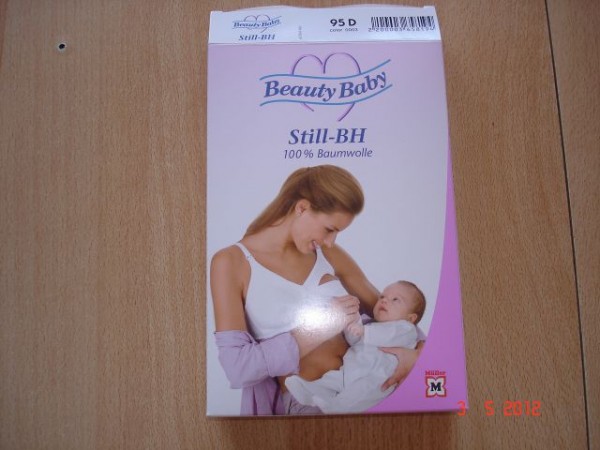 Beauty Baby
Still-BH
95 D
Beauty Baby
Still-BH
100% Baumwolle
Müller
M
3 5 2012